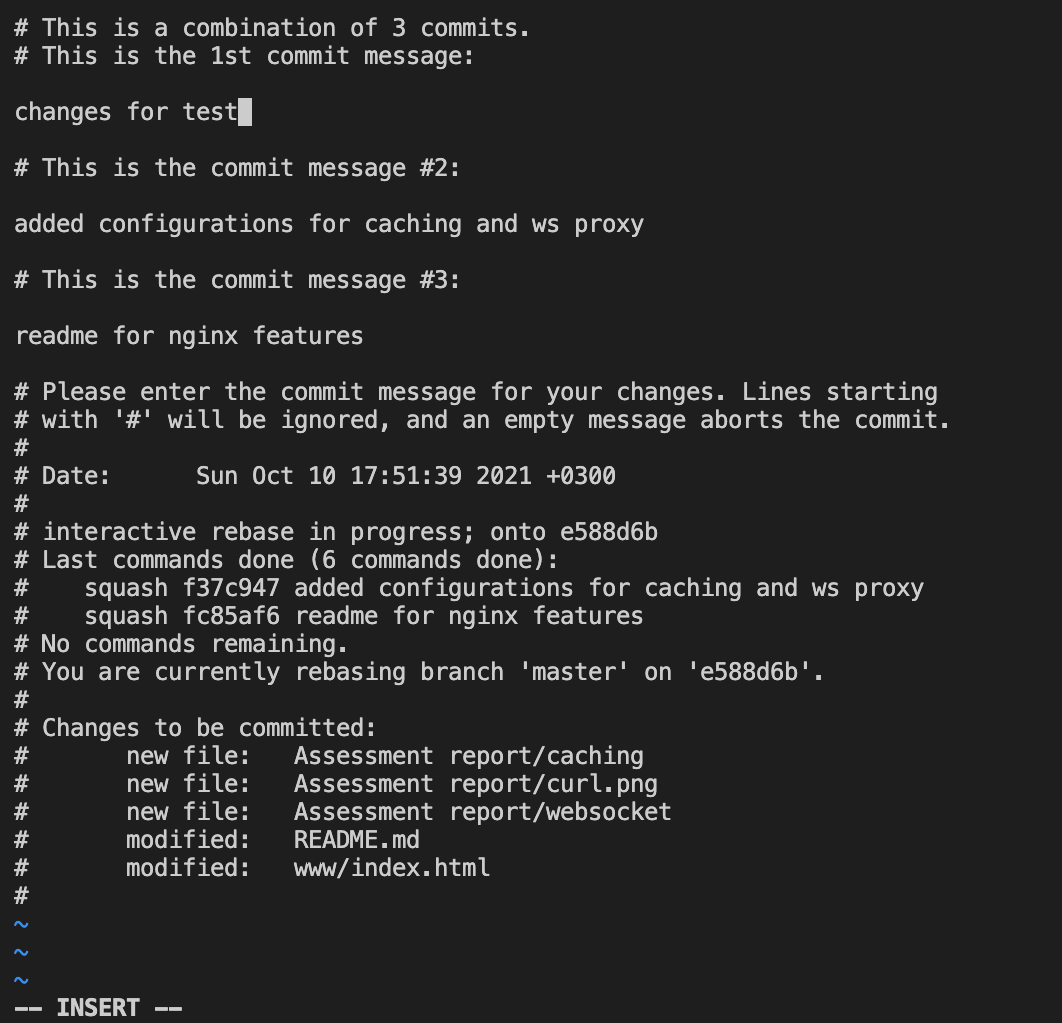 # This is a combination of 3 commits.
# This is the 1st commit message:

changes for test

# This is the commit message #2:

added configurations for caching and ws proxy

# This is the commit message #3:

readme for nginx features

# Please enter the commit message for your changes. Lines starting
# with '#' will be ignored, and an empty message aborts the commit.
#
# Date:      Sun Oct 10 17:51:39 2021 +0300
#
# interactive rebase in progress; onto e588d6b
# Last commands done (6 commands done):
#    squash f37c947 added configurations for caching and ws proxy
#    squash fc85af6 readme for nginx features
# No commands remaining.
# You are currently rebasing branch 'master' on 'e588d6b'.
#
# Changes to be committed:
#       new file:   Assessment report/caching
#       new file:   Assessment report/curl.png
#       new file:   Assessment report/websocket
#       modified:   README.md
#       modified:   www/index.html
#
~
~
~
-- INSERT --